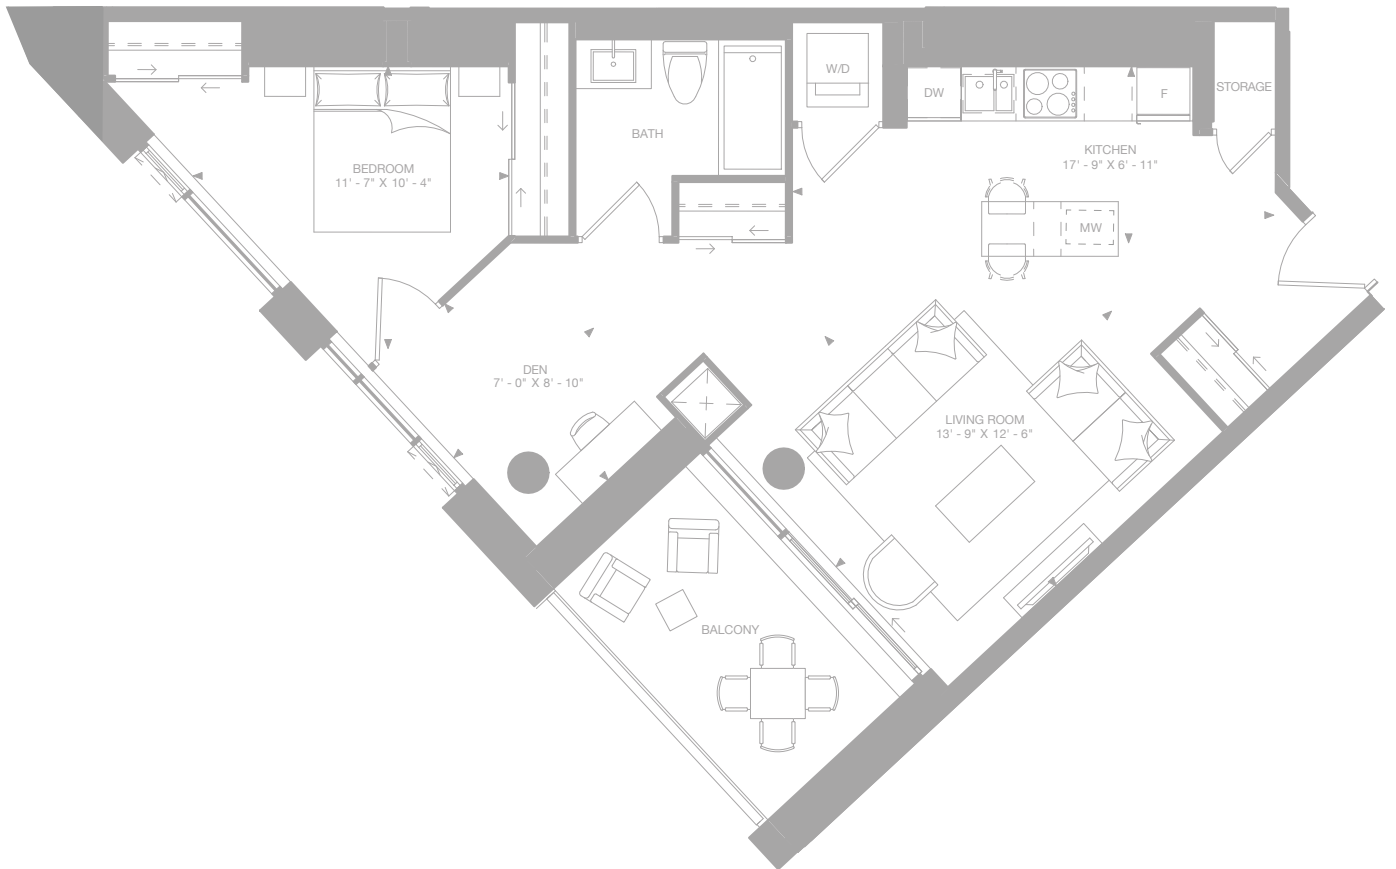 W/D
DW
F
STORAGE
BATH
KITCHEN
17' - 9" X 6' - 11"
BEDROOM
11' - 7" X 10' - 4"
MW
DEN
7' - 0" X 8' - 10"
LIVING ROOM
13' - 9" X 12' - 6"
BALCONY